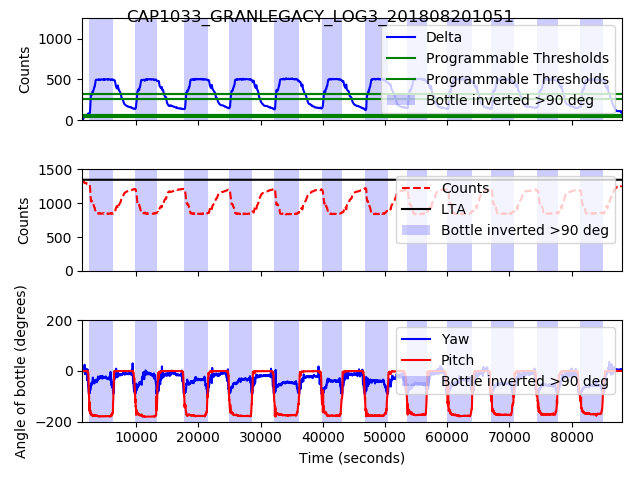 CAP1033_GRANLEGACY_LOG3_201808201051
Counts
1000
500
0
Delta
Programmable Thresholds
Programmable Thresholds
Bottle inverted >90 deg
Counts
1500
1000
500
0
Counts
LTA
Bottle inverted >90 deg
Angle of bottle (degrees)
200
0
−200
Yaw
Pitch
Bottle inverted >90 deg
10000 20000 30000 40000 50000 60000 70000 80000
Time (seconds)